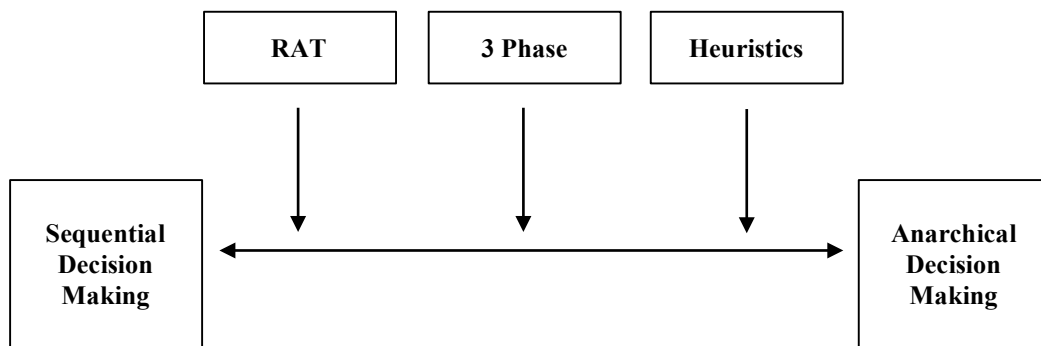 RAT
3 Phase
Heuristics
Sequential
Decision
Making
Anarchical
Decision
Making